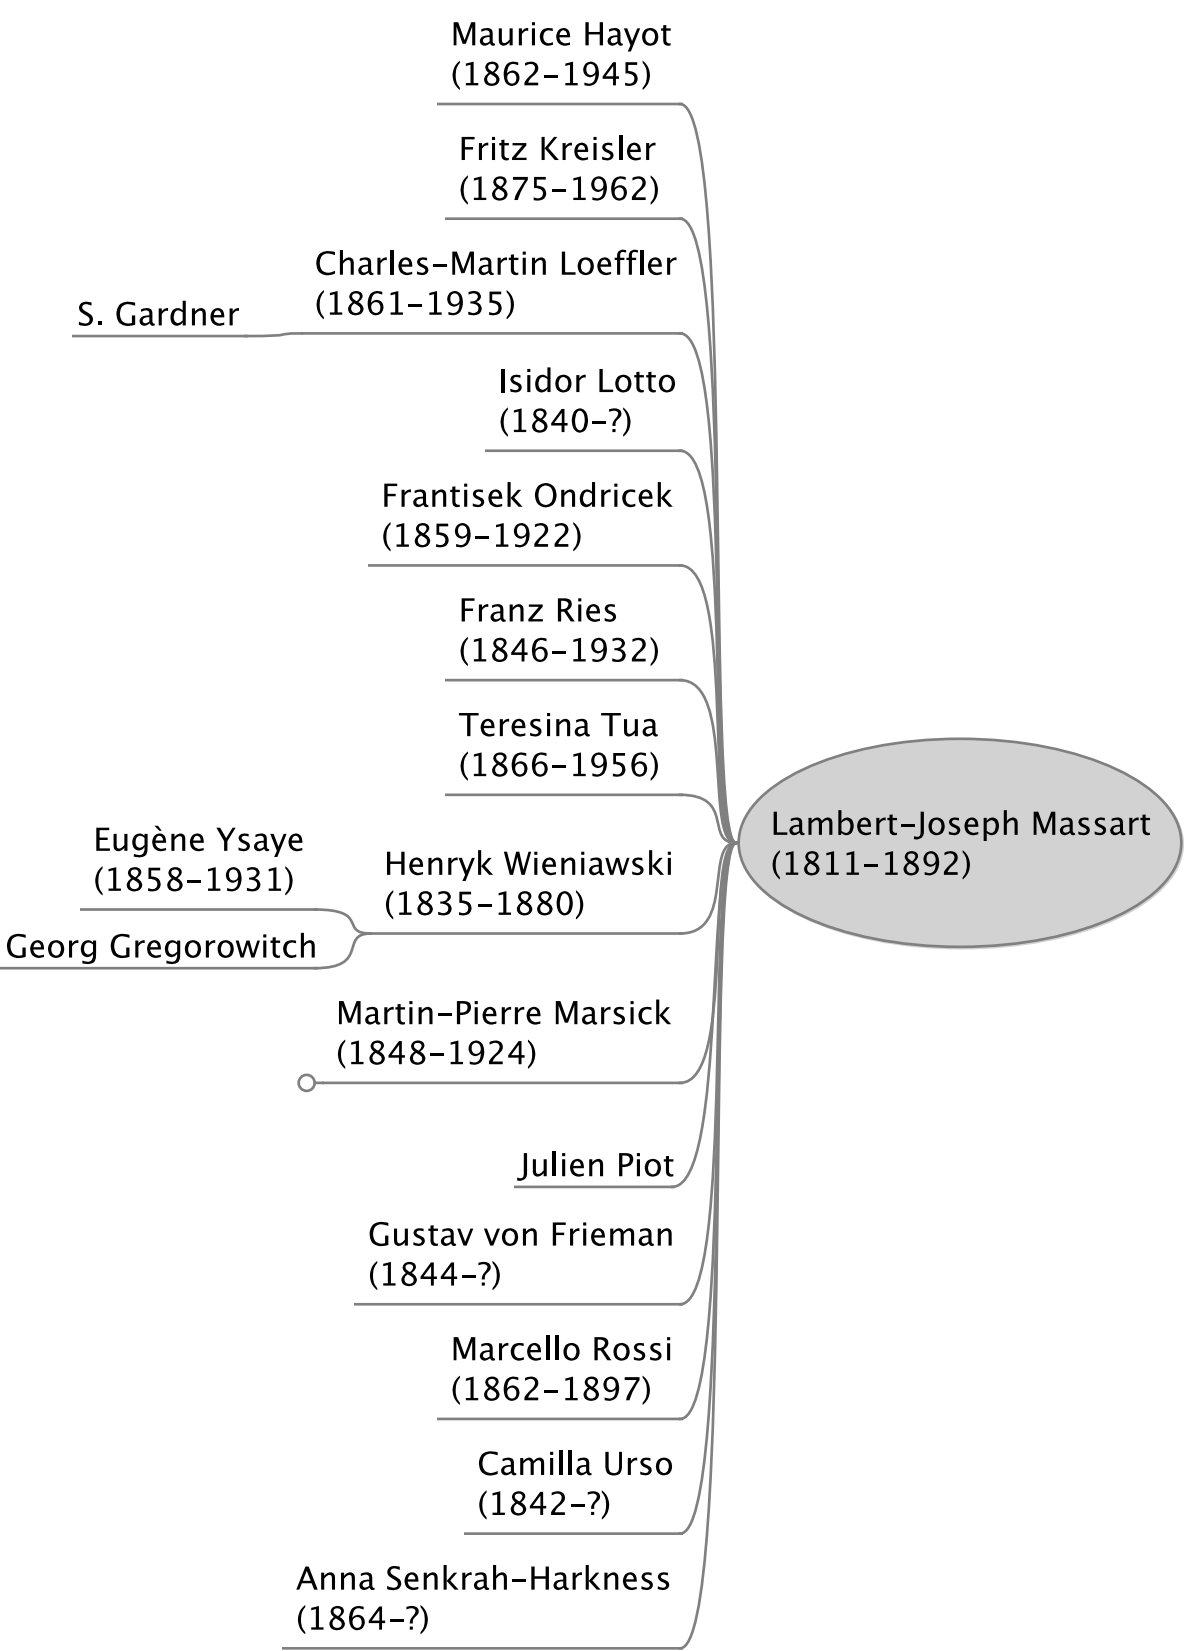 Maurice Hayot
(1862–1945)
Fritz Kreisler
(1875–1962)
Charles–Martin Loeffler
(1861–1935)
S. Gardner
Isidor Lotto
(1840–?)
Frantisek Ondricek
(1859–1922)
Franz Ries
(1846–1932)
Teresina Tua
(1866–1956)
Lambert–Joseph Massart
(1811–1892)
Eugène Ysaye
(1858–1931)
Henryk Wieniawski
(1835–1880)
Georg Gregorowitch
Martin–Pierre Marsick
(1848–1924)
Julien Piot
Gustav von Frieman
(1844–?)
Marcello Rossi
(1862–1897)
Camilla Urso
(1842–?)
Anna Senkrah–Harkness
(1864–?)